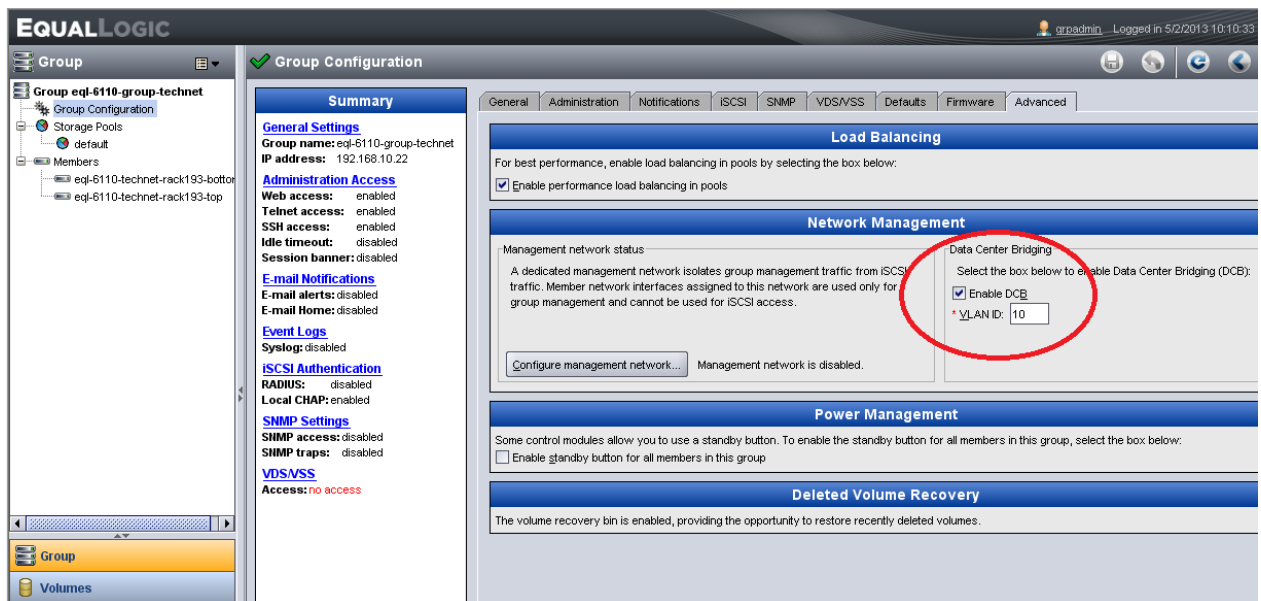 EQUALLOGIC
grpadmin Logged in 5/2/2013 10:10:33
Group
Group eql-6110-group-technet
Group Configuration
Storage Pools
default
Members
eql-6110-technet-rack193-bottor
eql-6110-technet-rack193-top
Group
Volumes
Group Configuration
Summary
General Settings
Group name: eql-6110-group-technet
IP address: 192.168.10.22
Administration Access
Web access: enabled
Telnet access: enabled
SSH access: enabled
Idle timeout: disabled
Session banner: disabled
E-mail Notifications
E-mail alerts: disabled
E-mail Home: disabled
Event Logs
Syslog: disabled
iSCSI Authentication
RADIUS: disabled
Local CHAP: enabled
SNMP Settings
SNMP access: disabled
SNMP traps: disabled
VDS/VSS
Access: no access
General Administration Notifications iSCSI SNMP VDS/VSS Defaults Firmware Advanced
Load Balancing
For best performance, enable load balancing in pools by selecting the box below:
Enable performance load balancing in pools
Network Management
Management network status
A dedicated management network isolates group management traffic from iSCSI
traffic. Member network interfaces assigned to this network are used only for
group management and cannot be used for iSCSI access.
Configure management network... Management network is disabled.
Data Center Bridging
Select the box below to enable Data Center Bridging (DCB):
Enable DCB
* VLAN ID: 10
Power Management
Some control modules allow you to use a standby button. To enable the standby button for all members in this group, select the box below:
Enable standby button for all members in this group
Deleted Volume Recovery
The volume recovery bin is enabled, providing the opportunity to restore recently deleted volumes.